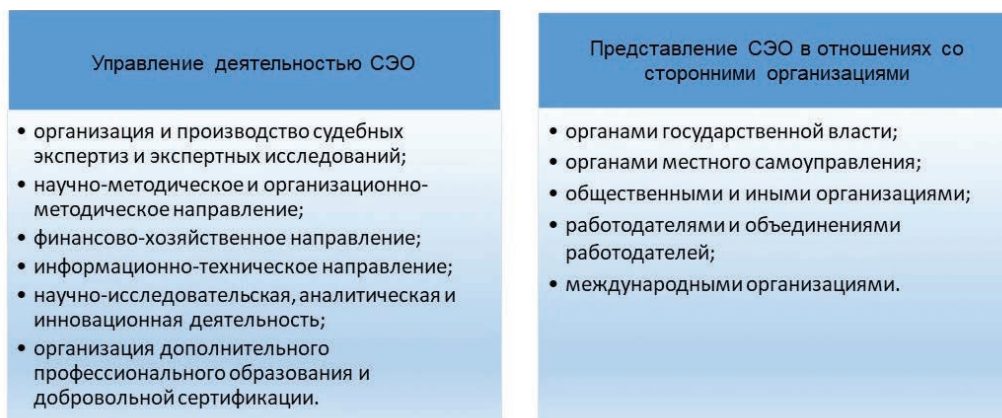 Управление деятельностью СЭО
• организация и производство судебных
экспертиз и экспертных исследований;
• научно-методическое и организационно-
методическое направление;
• финансово-хозяйственное направление;
• информационно-техническое направление;
• научно-исследовательская, аналитическая и
инновационная деятельность;
• организация дополнительного
профессионального образования и
добровольной сертификации.
Представление СЭО в отношениях со
сторонними организациями
• органами государственной власти;
• органами местного самоуправления;
• общественными и иными организациями;
• работодателями и объединениями
работодателей;
• международными организациями.